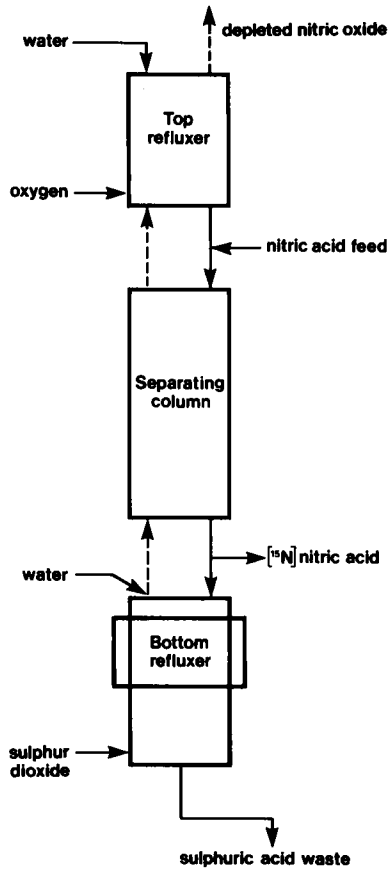 depleted nitric oxide
water
Top
refluxer
oxygen
nitric acid feed
Separating
column
[¹⁵N] nitric acid
water
Bottom
refluxer
sulphur
dioxide
sulphuric acid waste